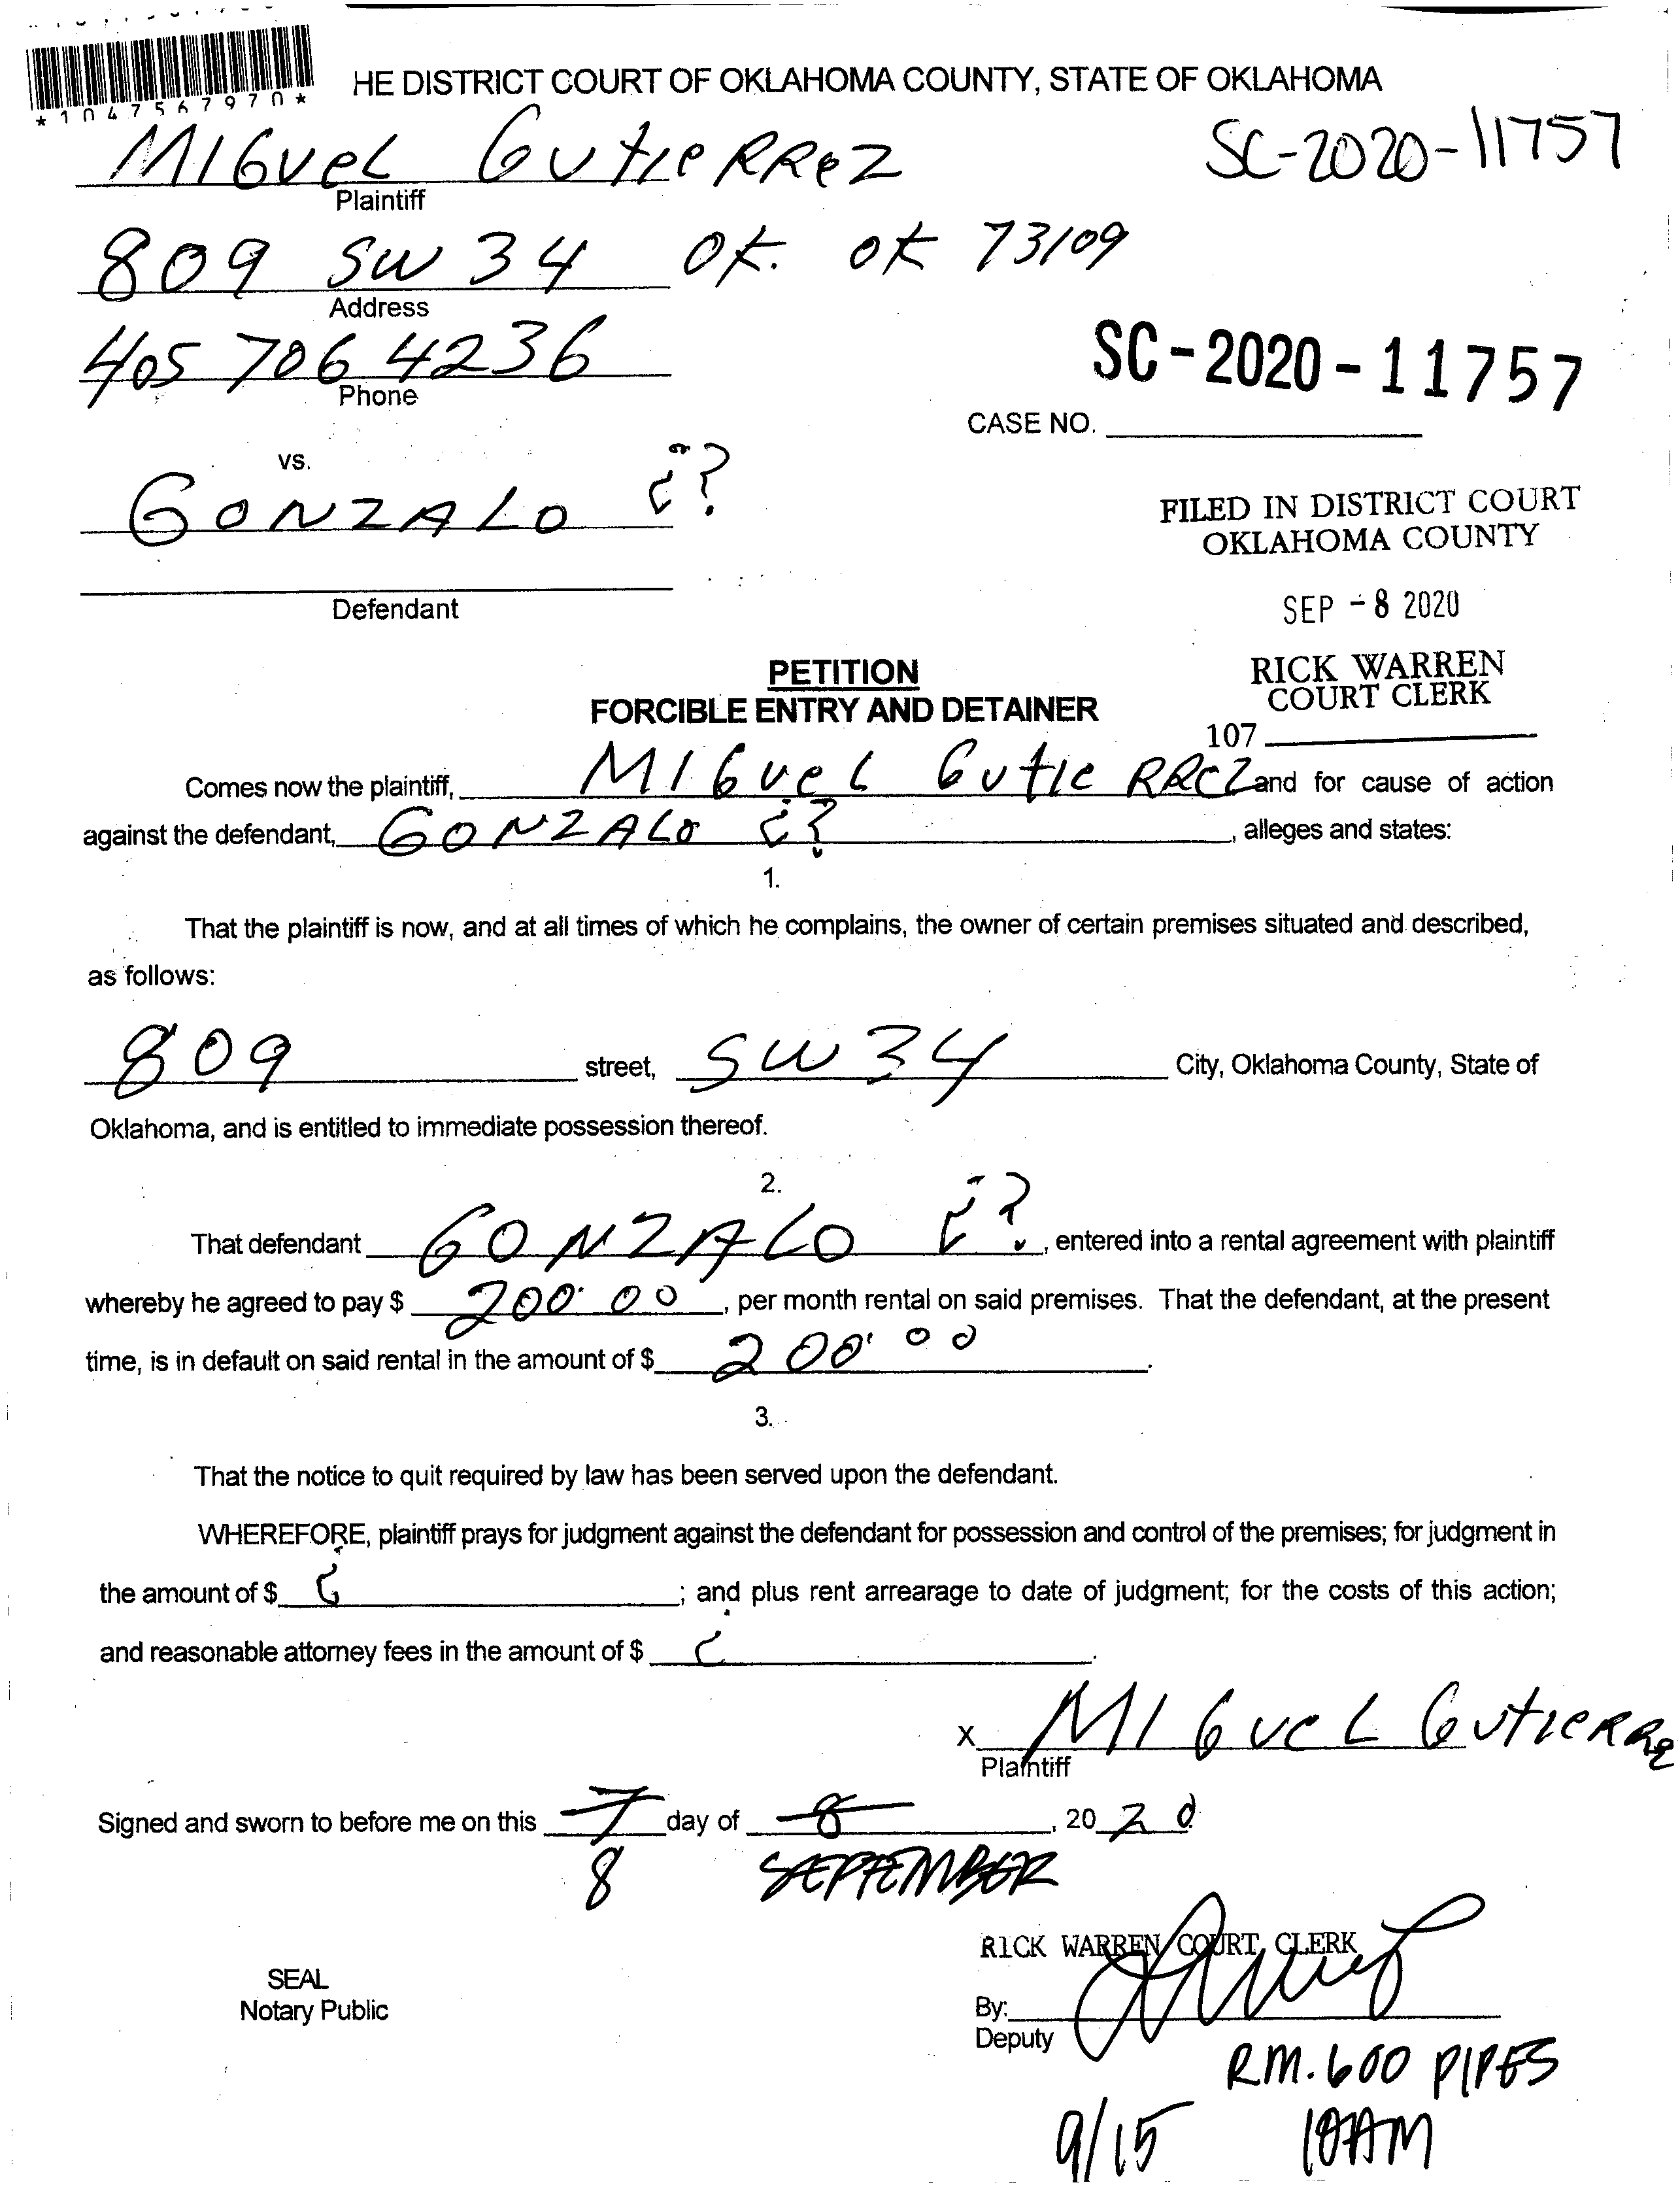 *1047567970*
HE DISTRICT COURT OF OKLAHOMA COUNTY, STATE OF OKLAHOMA
MIGUEL GUTIERREZ SC-2020-11757
Plaintiff
809 SW 34 OK. OK 73109
Address
405 706 4236
Phone
SC-2020-11757
CASE NO.
vs.
GONZALO ¿?
FILED IN DISTRICT COURT
OKLAHOMA COUNTY
Defendant
SEP -8 2020
PETITION
FORCIBLE ENTRY AND DETAINER
RICK WARREN
COURT CLERK
107
Comes now the plaintiff, MIGUEL GUTIERREZ and for cause of action
against the defendant, GONZALO ¿?, alleges and states:
1.
That the plaintiff is now, and at all times of which he complains, the owner of certain premises situated and described,
as follows:
809 street, SW 34 City, Oklahoma County, State of
Oklahoma, and is entitled to immediate possession thereof.
2.
That defendant GONZALO ¿?, entered into a rental agreement with plaintiff
whereby he agreed to pay $ 200.00, per month rental on said premises. That the defendant, at the present
time, is in default on said rental in the amount of $ 200.00.
3.
That the notice to quit required by law has been served upon the defendant.
WHEREFORE, plaintiff prays for judgment against the defendant for possession and control of the premises; for judgment in
the amount of $ ¿; and plus rent arrearage to date of judgment; for the costs of this action;
and reasonable attorney fees in the amount of $ ¿.
X MIGUEL GUTIERRE
Plaintiff
Signed and sworn to before me on this 7 day of 8, 2020
8 SEPTEMBER
RICK WARREN COURT CLERK
SEAL
Notary Public
By:
Deputy
RM. 600 PIPES
9/15 10AM